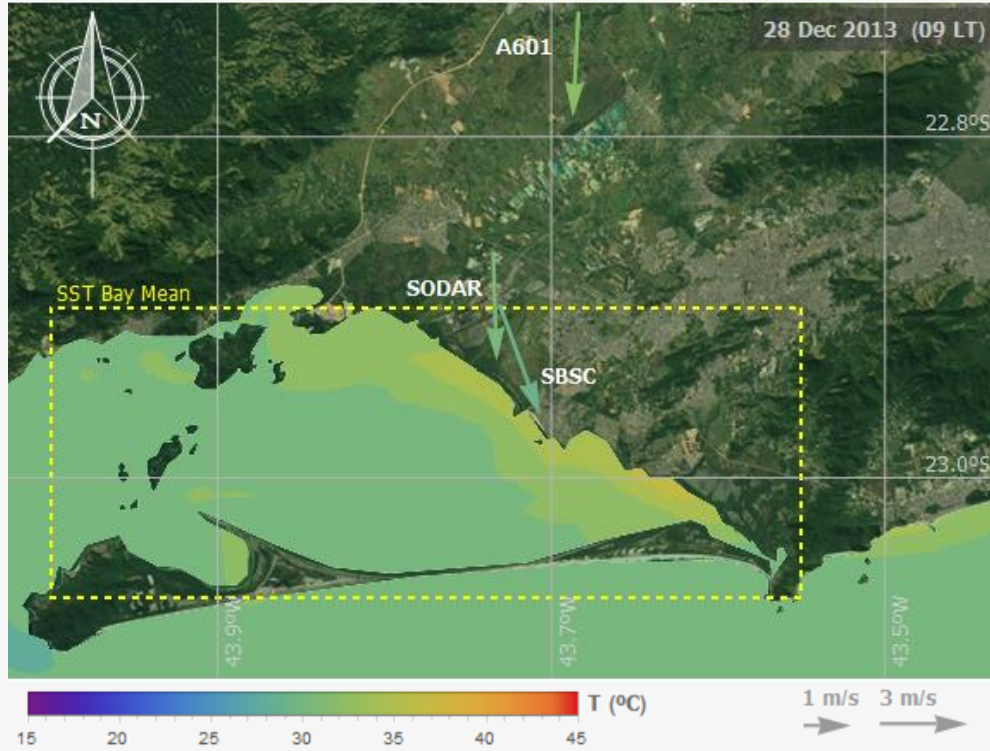 28 Dec 2013 (09 LT)
A601
N
22.8ºS
SST Bay Mean
SODAR
SBSC
23.0ºS
43.9ºW
43.7ºW
43.5ºW
15 20 25 30 35 40 45 T (ºC)
1 m/s 3 m/s